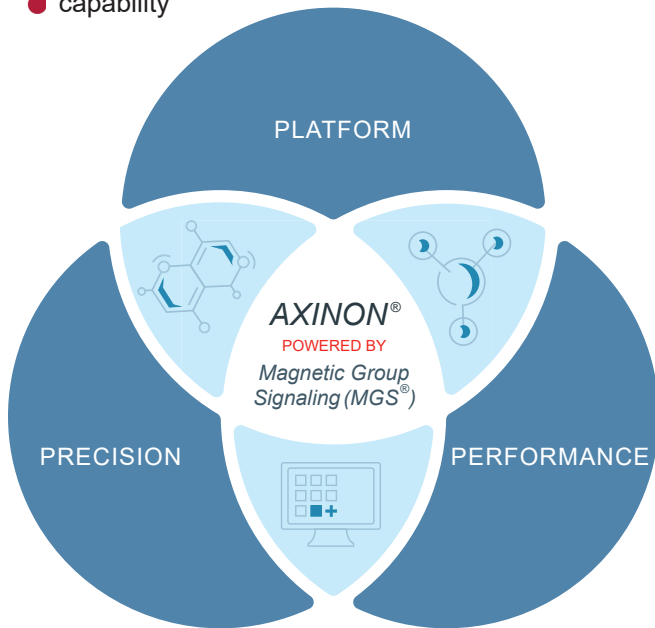 capability
PLATFORM
AXINON®
POWERED BY
Magnetic Group
Signaling (MGS®)
PRECISION
PERFORMANCE